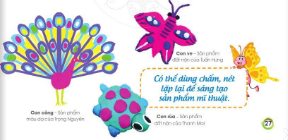 Con ve - Sản phẩm
đất nặn của Tuấn Hùng
Có thể dùng chấm, nét
lặp lại để sáng tạo
sản phẩm mĩ thuật.
Con công - Sản phẩm
màu của Trọng Nguyên
Con rùa - Sản phẩm
đất nặn của Thanh Mai
27